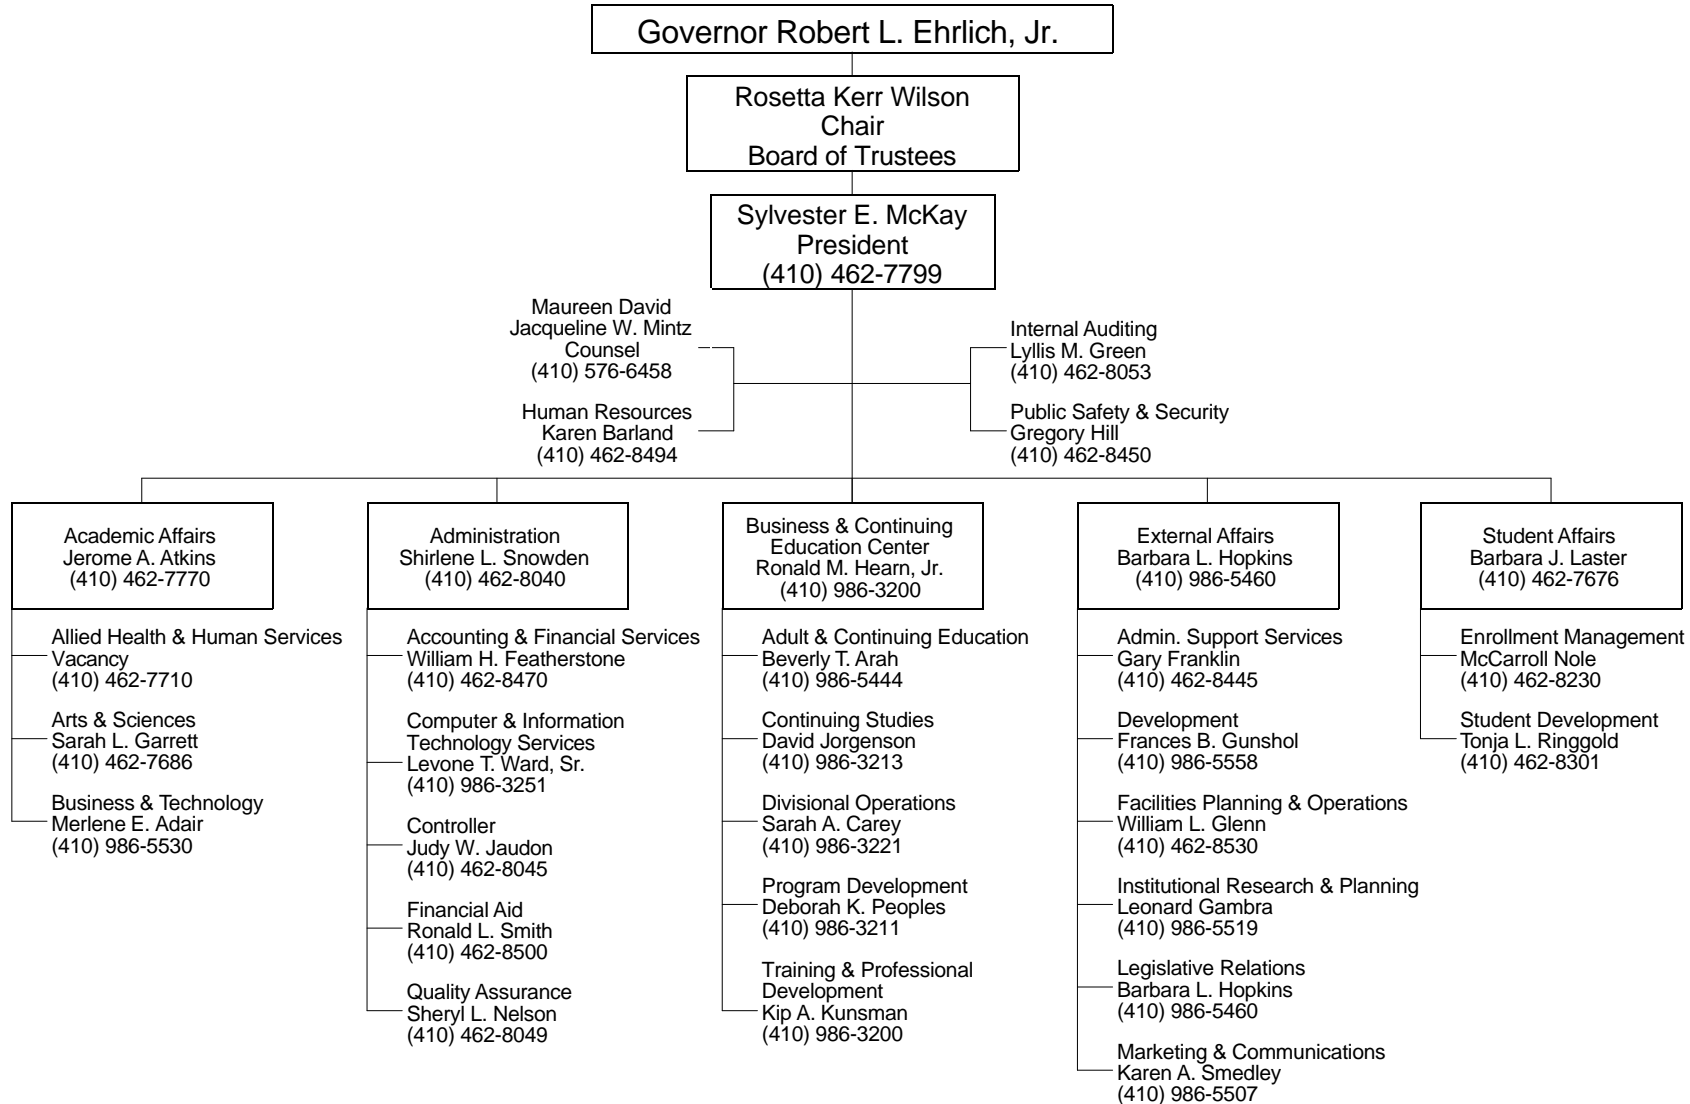 Governor Robert L. Ehrlich, Jr.
Rosetta Kerr Wilson
Chair
Board of Trustees
Sylvester E. McKay
President
(410) 462-7799
Maureen David
Jacqueline W. Mintz
Counsel
(410) 576-6458
Human Resources
Karen Barland
(410) 462-8494
Internal Auditing
Lyllis M. Green
(410) 462-8053
Public Safety & Security
Gregory Hill
(410) 462-8450
Academic Affairs
Jerome A. Atkins
(410) 462-7770
Allied Health & Human Services
Vacancy
(410) 462-7710
Arts & Sciences
Sarah L. Garrett
(410) 462-7686
Business & Technology
Merlene E. Adair
(410) 986-5530
Administration
Shirlene L. Snowden
(410) 462-8040
Accounting & Financial Services
William H. Featherstone
(410) 462-8470
Computer & Information
Technology Services
Levone T. Ward, Sr.
(410) 986-3251
Controller
Judy W. Jaudon
(410) 462-8045
Financial Aid
Ronald L. Smith
(410) 462-8500
Quality Assurance
Sheryl L. Nelson
(410) 462-8049
Business & Continuing
Education Center
Ronald M. Hearn, Jr.
(410) 986-3200
Adult & Continuing Education
Beverly T. Arah
(410) 986-5444
Continuing Studies
David Jorgenson
(410) 986-3213
Divisional Operations
Sarah A. Carey
(410) 986-3221
Program Development
Deborah K. Peoples
(410) 986-3211
Training & Professional
Development
Kip A. Kunsman
(410) 986-3200
External Affairs
Barbara L. Hopkins
(410) 986-5460
Admin. Support Services
Gary Franklin
(410) 462-8445
Development
Frances B. Gunshol
(410) 986-5558
Facilities Planning & Operations
William L. Glenn
(410) 462-8530
Institutional Research & Planning
Leonard Gambra
(410) 986-5519
Legislative Relations
Barbara L. Hopkins
(410) 986-5460
Marketing & Communications
Karen A. Smedley
(410) 986-5507
Student Affairs
Barbara J. Laster
(410) 462-7676
Enrollment Management
McCarroll Nole
(410) 462-8230
Student Development
Tonja L. Ringgold
(410) 462-8301